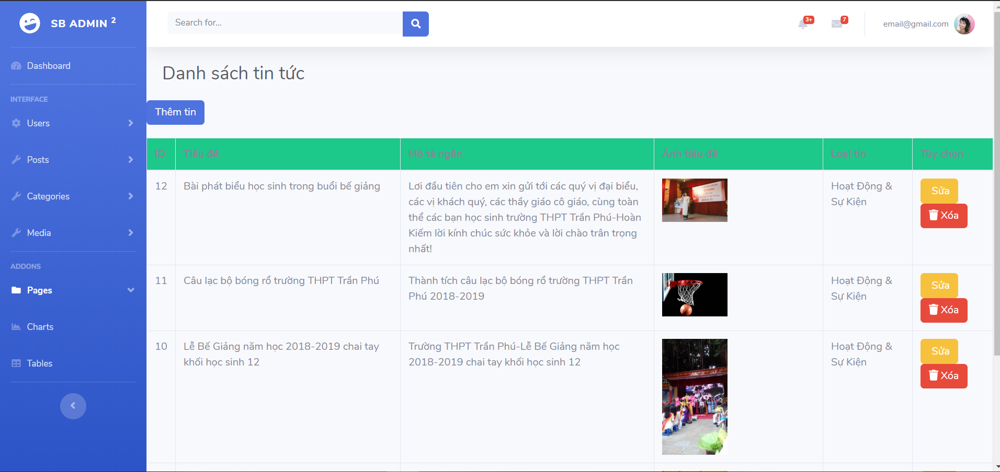 SB ADMIN 2
Search for...
3+
7
email@gmail.com
Dashboard
INTERFACE
Users
Posts
Categories
Media
ADDONS
Pages
Charts
Tables
Danh sách tin tức
Thêm tin
ID Tiêu đề Mô tả ngắn Ảnh tiêu đề Loại tin Tùy chọn
12 Bài phát biểu học sinh trong buổi bế giảng
Lơi đầu tiên cho em xin gửi tới các quý vị đại biểu,
các vị khách quý, các thầy giáo cô giáo, cùng toàn
thể các bạn học sinh trường THPT Trần Phú-Hoàn
Kiếm lời kính chúc sức khỏe và lời chào trân trọng
nhất!
Hoạt Động &
Sự Kiện
Sửa
Xóa
11 Câu lạc bộ bóng rổ trường THPT Trần Phú
Thành tích câu lạc bộ bóng rổ trường THPT Trần
Phú 2018-2019
Hoạt Động &
Sự Kiện
Sửa
Xóa
10 Lễ Bế Giảng năm học 2018-2019 chai tay
khối học sinh 12
Trường THPT Trần Phú-Lễ Bế Giảng năm học
2018-2019 chai tay khối học sinh 12
Hoạt Động &
Sự Kiện
Sửa
Xóa